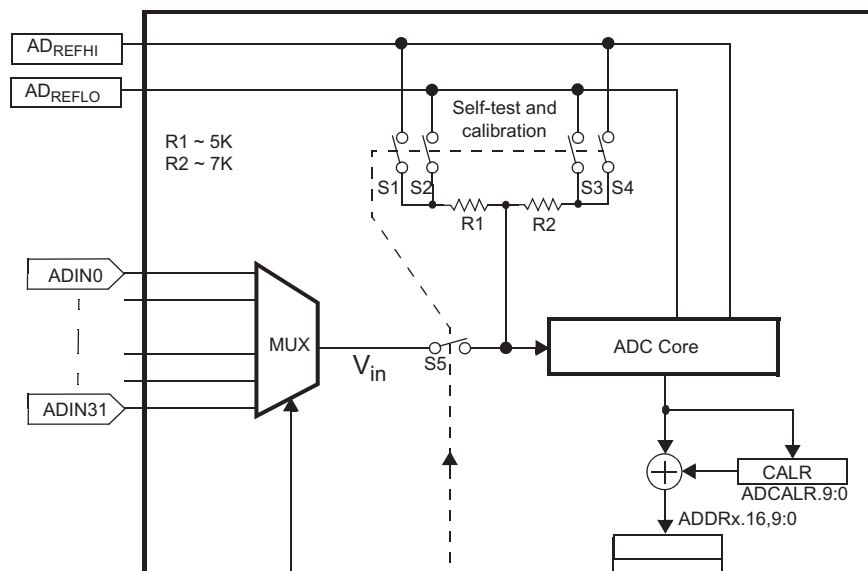 ADREFHI
ADREFLO
Self-test and
calibration
R1 ~ 5K
R2 ~ 7K
S1 S2 S3 S4
R1 R2
ADIN0
MUX
Vin
S5
ADC Core
ADIN31
CALR
ADCALR.9:0
ADDRx.16,9:0